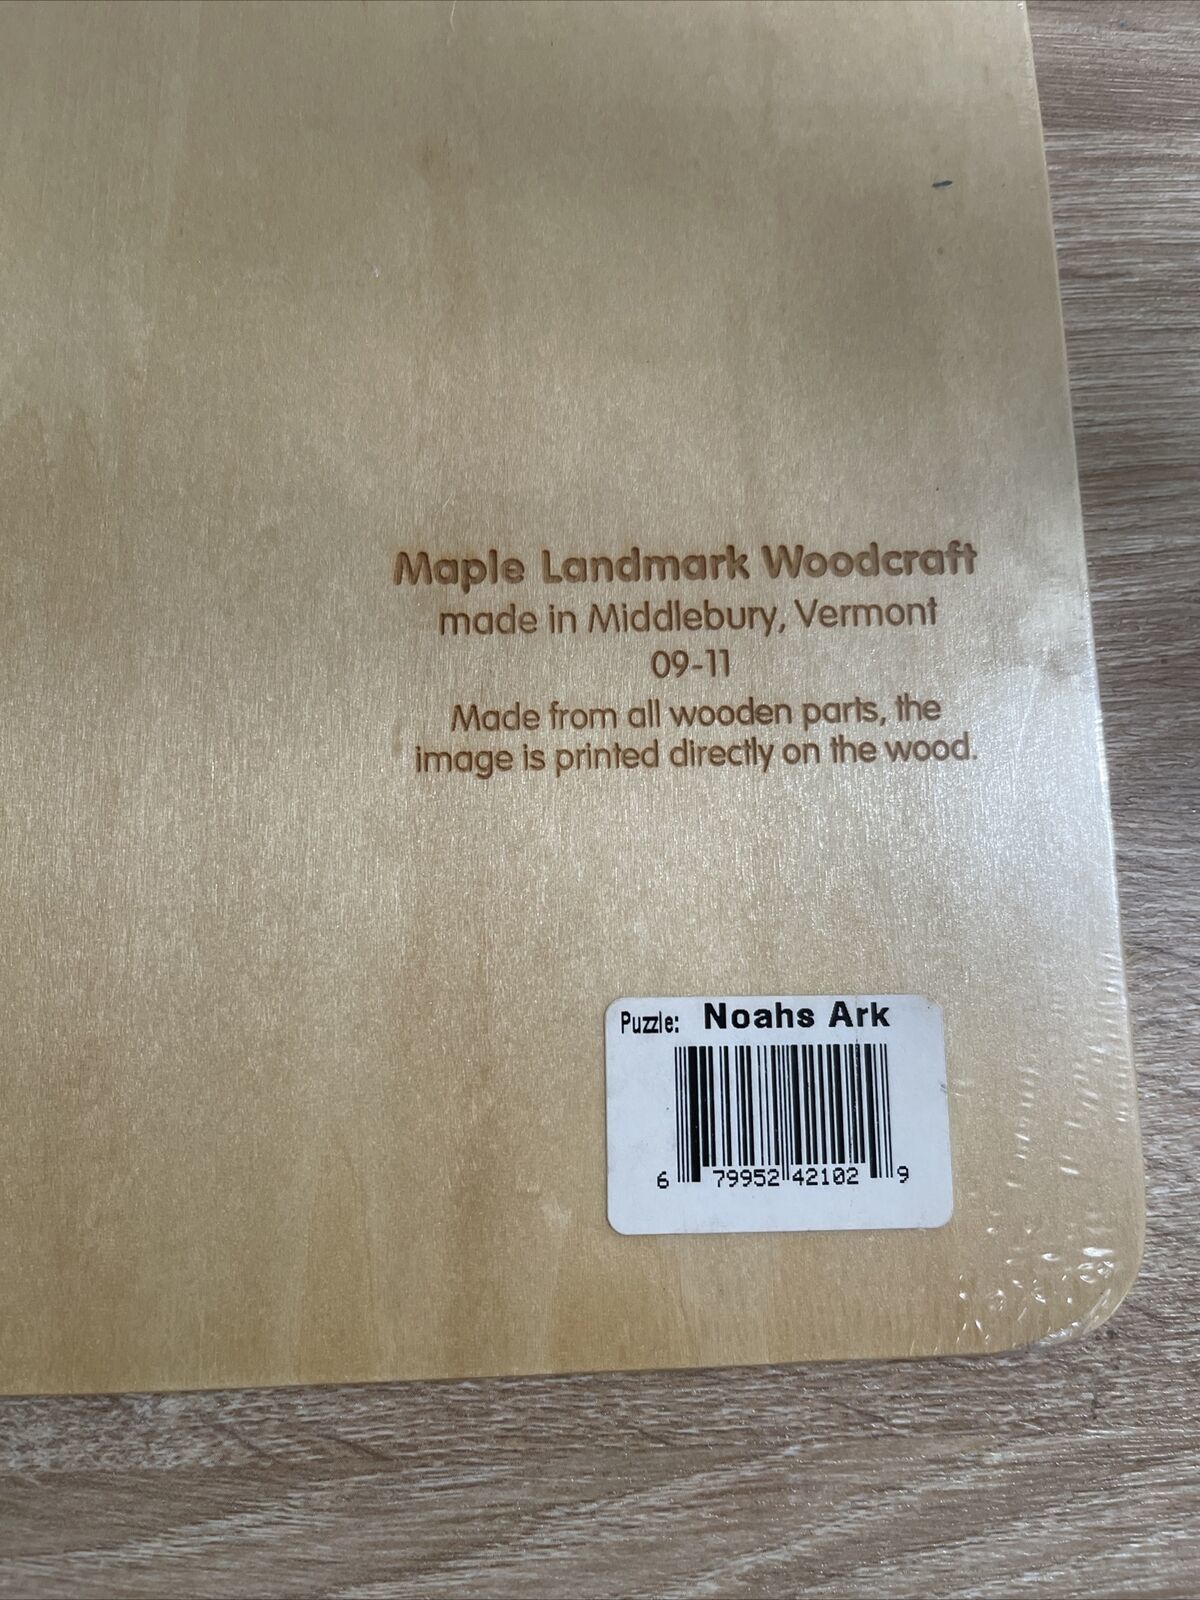 Maple Landmark Woodcraft
made in Middlebury, Vermont
09-11
Made from all wooden parts, the
image is printed directly on the wood.
Puzzle: Noahs Ark
6 79952 42102 9